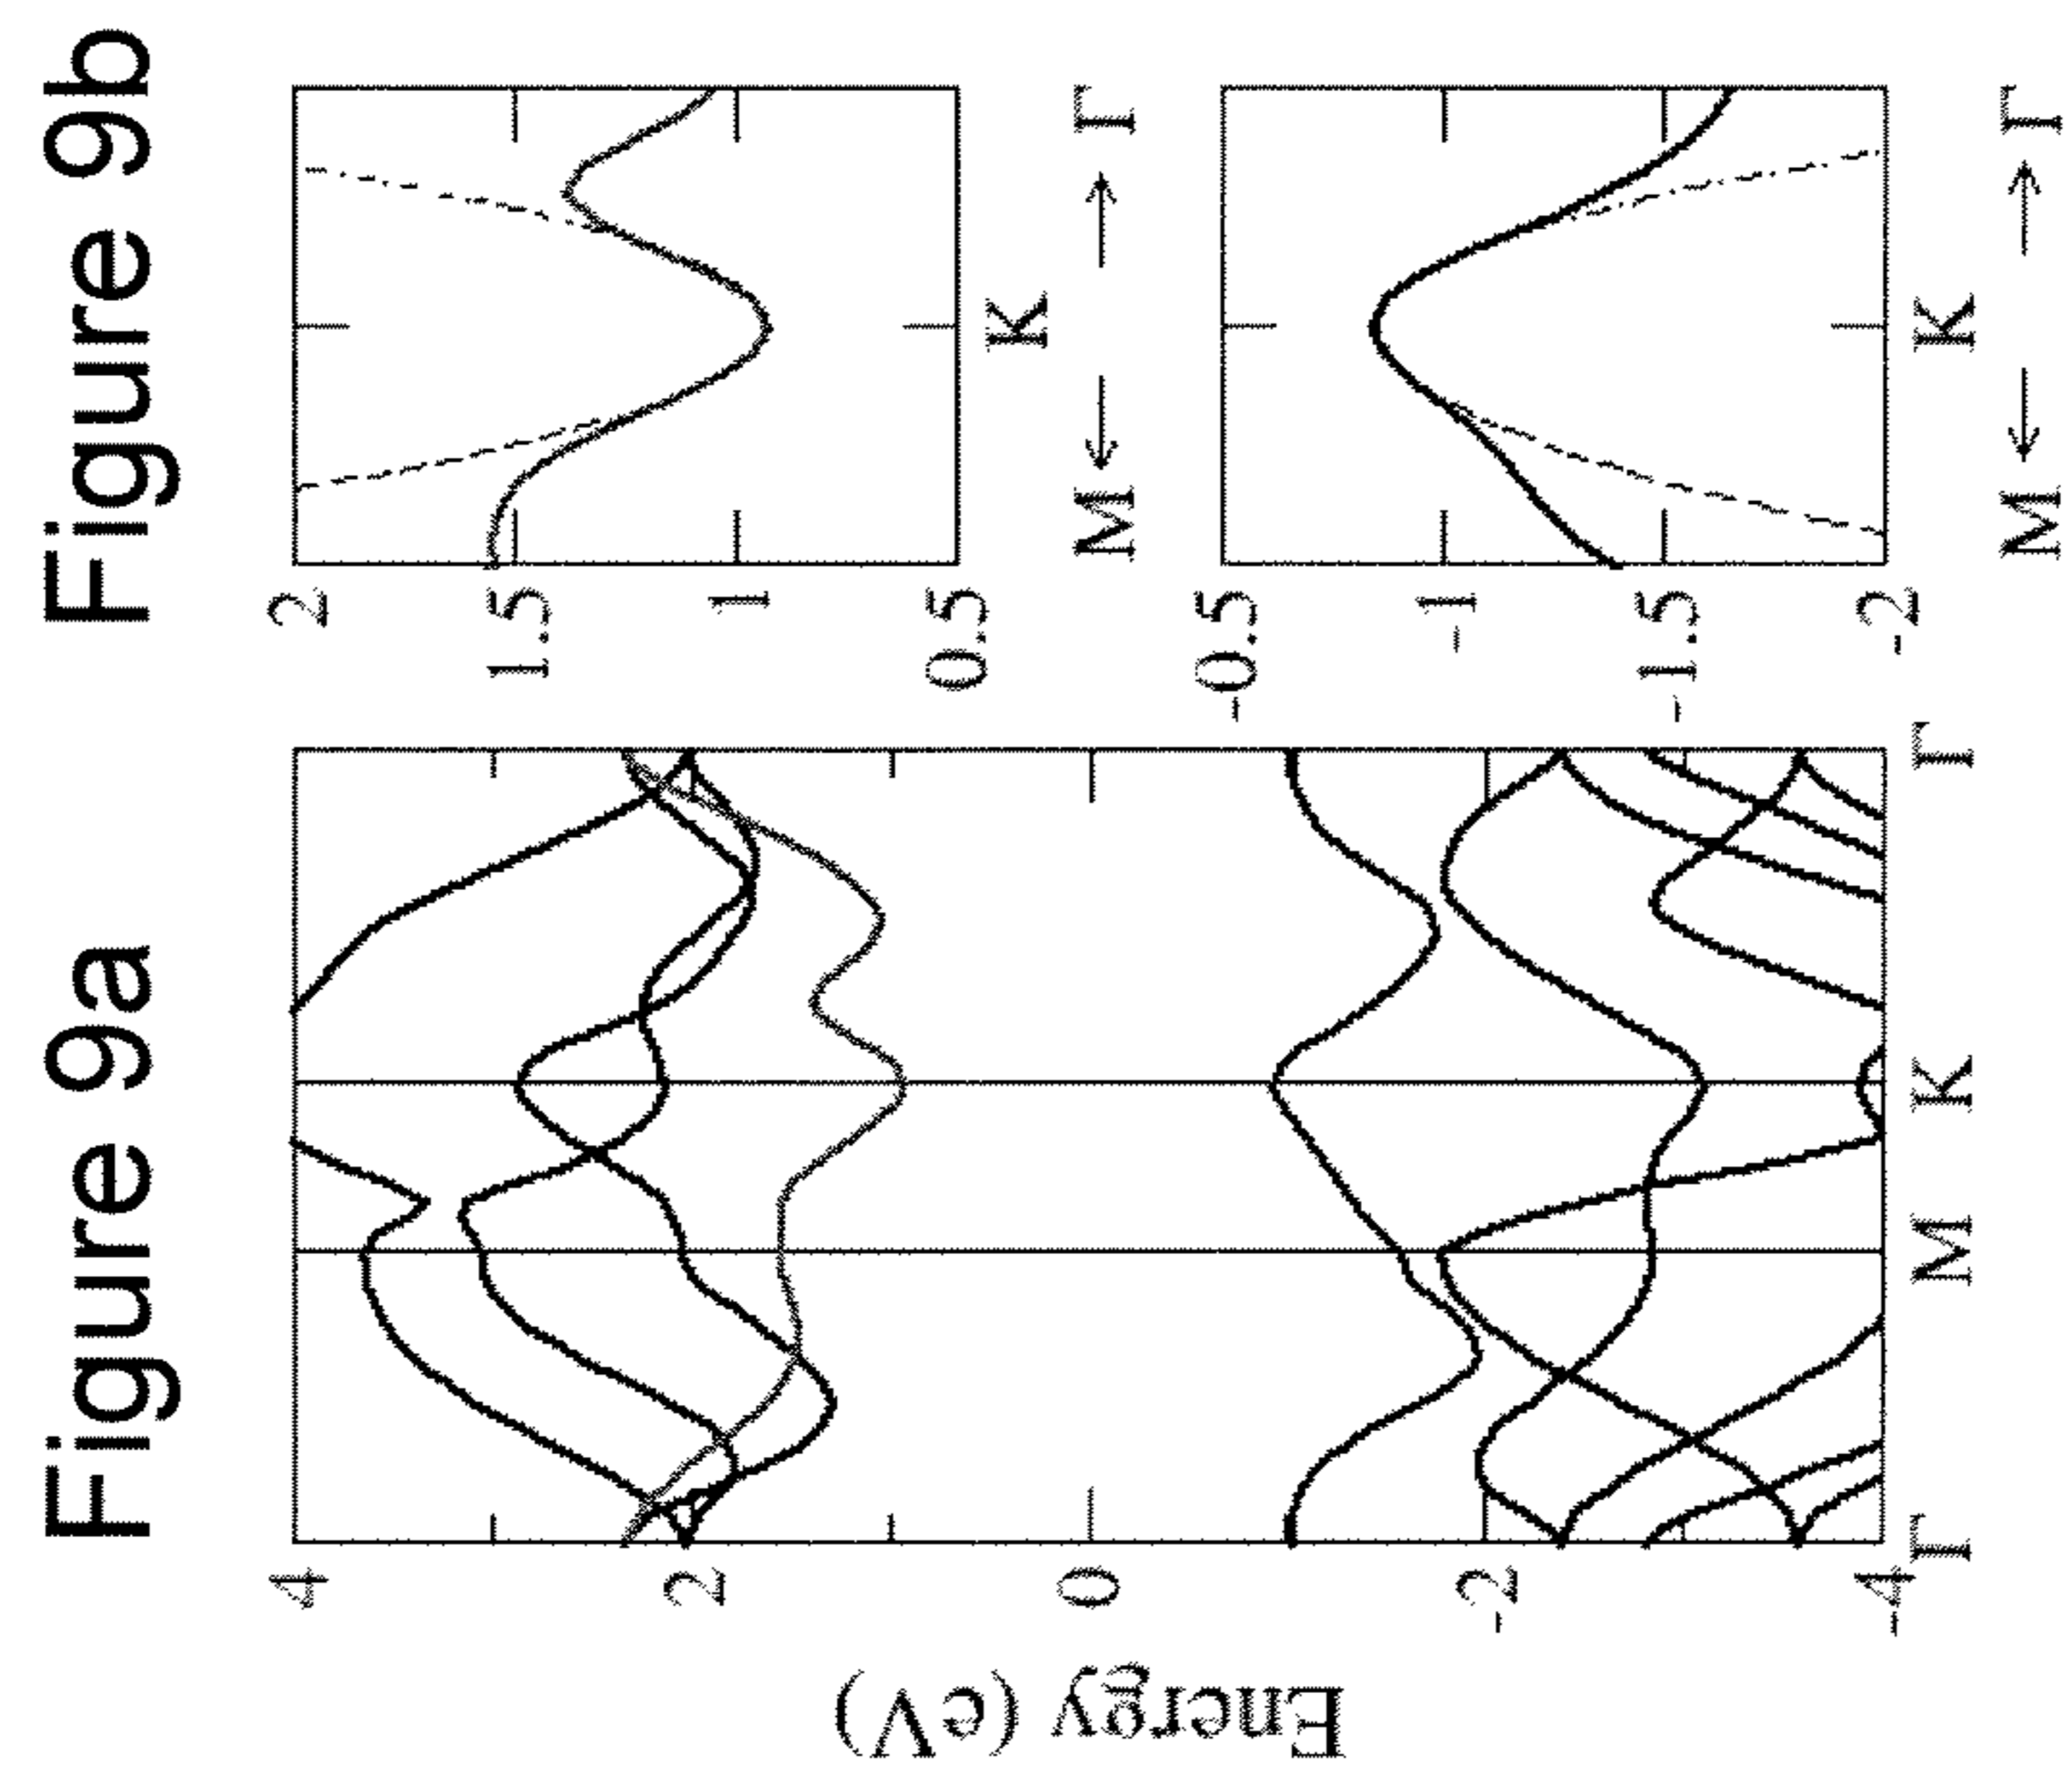 Figure 9a
Figure 9b
Energy (eV)
4
2
0
-2
-4
Γ
M
K
Γ
2
1.5
1
0.5
K
M ← → Γ
-0.5
-1
-1.5
-2
K
M ← → Γ